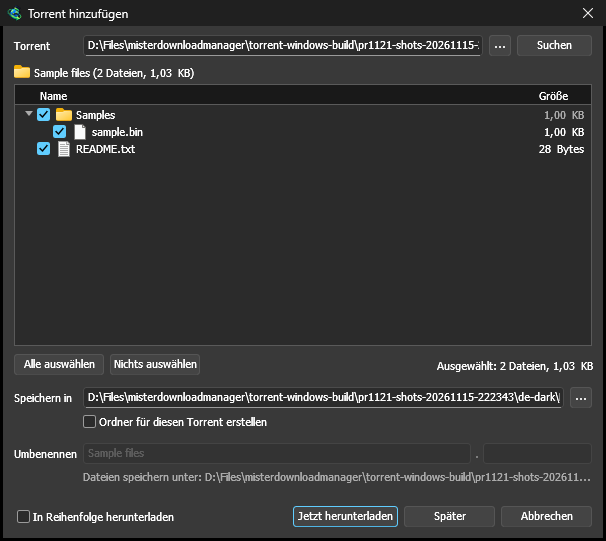 Torrent hinzufügen
Torrent D:\Files\misterdownloadmanager\torrent-windows-build\pr1121-shots-20261115-2 ... Suchen
Sample files (2 Dateien, 1,03 KB)
Name Größe
Samples 1,00 KB
sample.bin 1,00 KB
README.txt 28 Bytes
Alle auswählen Nichts auswählen Ausgewählt: 2 Dateien, 1,03 KB
Speichern in D:\Files\misterdownloadmanager\torrent-windows-build\pr1121-shots-20261115-222343\de-dark\ ...
Ordner für diesen Torrent erstellen
Umbenennen Sample files .
Dateien speichern unter: D:\Files\misterdownloadmanager\torrent-windows-build\pr1121-shots-202611...
In Reihenfolge herunterladen Jetzt herunterladen Später Abbrechen